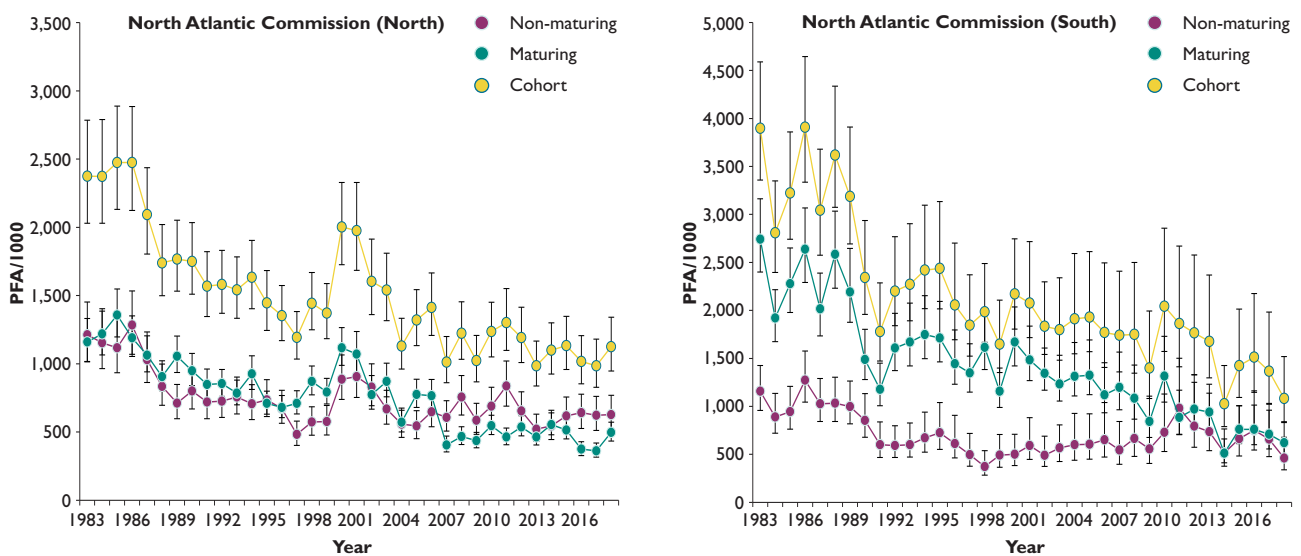 North Atlantic Commission (North)
Non-maturing
Maturing
Cohort
3,500
3,000
2,500
2,000
1,500
1,000
500
0
PFA/1000
1983 1986 1989 1992 1995 1998 2001 2004 2007 2010 2013 2016
Year
North Atlantic Commission (South)
Non-maturing
Maturing
Cohort
5,000
4,500
4,000
3,500
3,000
2,500
2,000
1,500
1,000
500
0
PFA/1000
1983 1986 1989 1992 1995 1998 2001 2004 2007 2010 2013 2016
Year